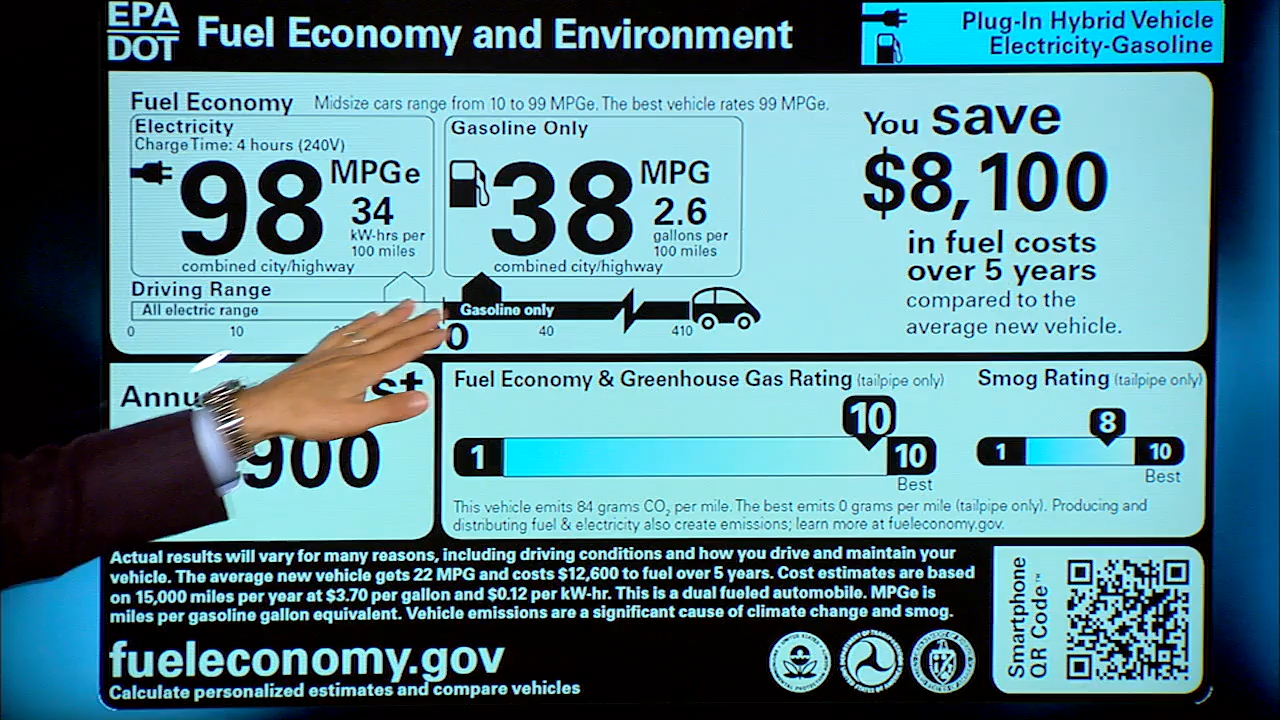 EPA
DOT
Fuel Economy and Environment
Plug-In Hybrid Vehicle
Electricity-Gasoline
Fuel Economy
Midsize cars range from 10 to 99 MPGe. The best vehicle rates 99 MPGe.
Electricity
Charge Time: 4 hours (240V)
98
MPGe
34
kW-hrs per
100 miles
combined city/highway
Gasoline Only
38
MPG
2.6
gallons per
100 miles
combined city/highway
You save
$8,100
in fuel costs
over 5 years
compared to the
average new vehicle.
Driving Range
All electric range
Gasoline only
0 10 40 410
900
Fuel Economy & Greenhouse Gas Rating (tailpipe only)
10
1
10
Best
This vehicle emits 84 grams CO₂ per mile. The best emits 0 grams per mile (tailpipe only). Producing and
distributing fuel & electricity also create emissions; learn more at fueleconomy.gov.
Smog Rating (tailpipe only)
8
1
10
Best
Actual results will vary for many reasons, including driving conditions and how you drive and maintain your
vehicle. The average new vehicle gets 22 MPG and costs $12,600 to fuel over 5 years. Cost estimates are based
on 15,000 miles per year at $3.70 per gallon and $0.12 per kW-hr. This is a dual fueled automobile. MPGe is
miles per gasoline gallon equivalent. Vehicle emissions are a significant cause of climate change and smog.
fueleconomy.gov
Calculate personalized estimates and compare vehicles
Smartphone
QR Code™